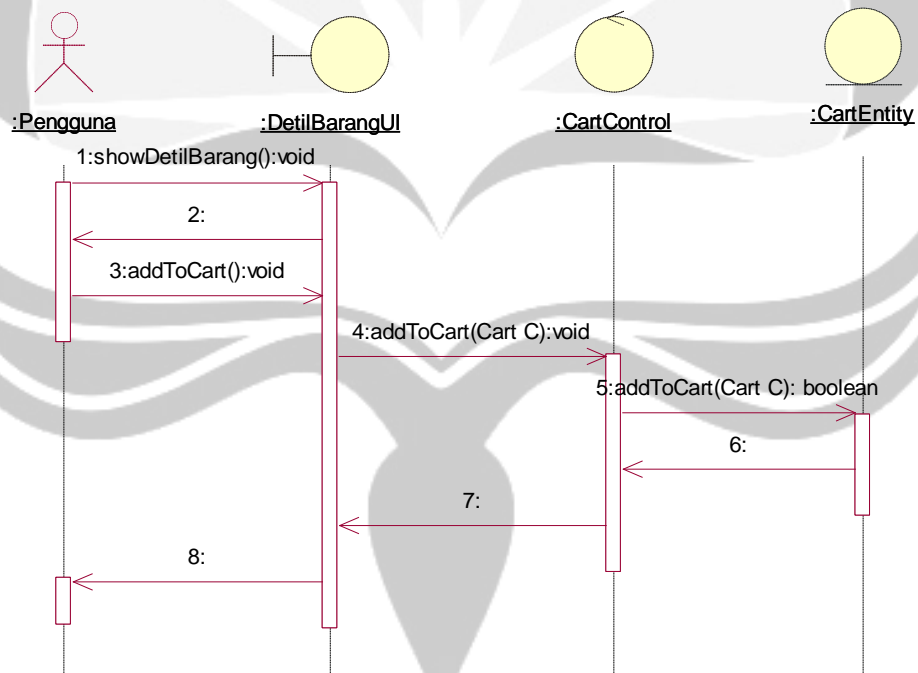 :Pengguna
:DetilBarangUI
:CartControl
:CartEntity
1:showDetilBarang():void
2:
3:addToCart():void
4:addToCart(Cart C):void
5:addToCart(Cart C): boolean
6:
7:
8: